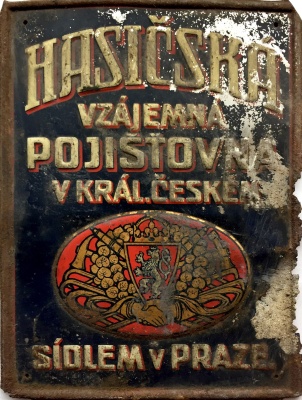 HASIČSKÁ
VZÁJEMNÁ
POJIŠŤOVNA
V KRÁL.ČESKÉM
SÍDLEM V PRAZE.